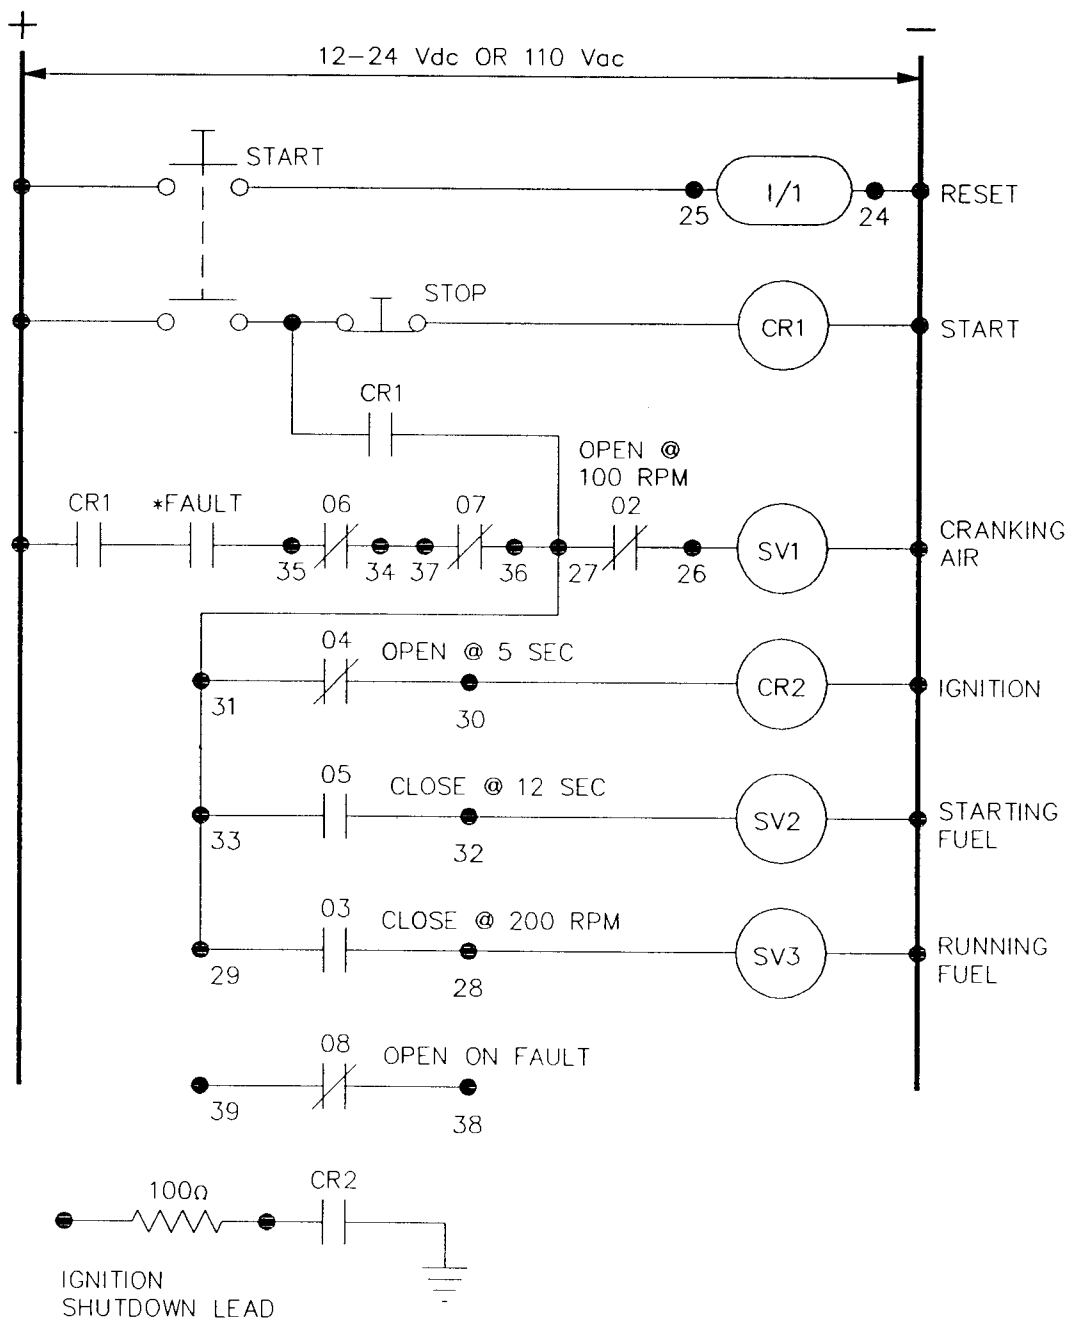 +
—
12–24 Vdc OR 110 Vac
START
25
I/1
24
RESET
STOP
CR1
START
CR1
OPEN @
100 RPM
CR1
*FAULT
06
07
02
35
34
37
36
27
26
SV1
CRANKING
AIR
04
OPEN @ 5 SEC
31
30
CR2
IGNITION
05
CLOSE @ 12 SEC
33
32
SV2
STARTING
FUEL
03
CLOSE @ 200 RPM
29
28
SV3
RUNNING
FUEL
08
OPEN ON FAULT
39
38
100Ω
CR2
IGNITION
SHUTDOWN LEAD